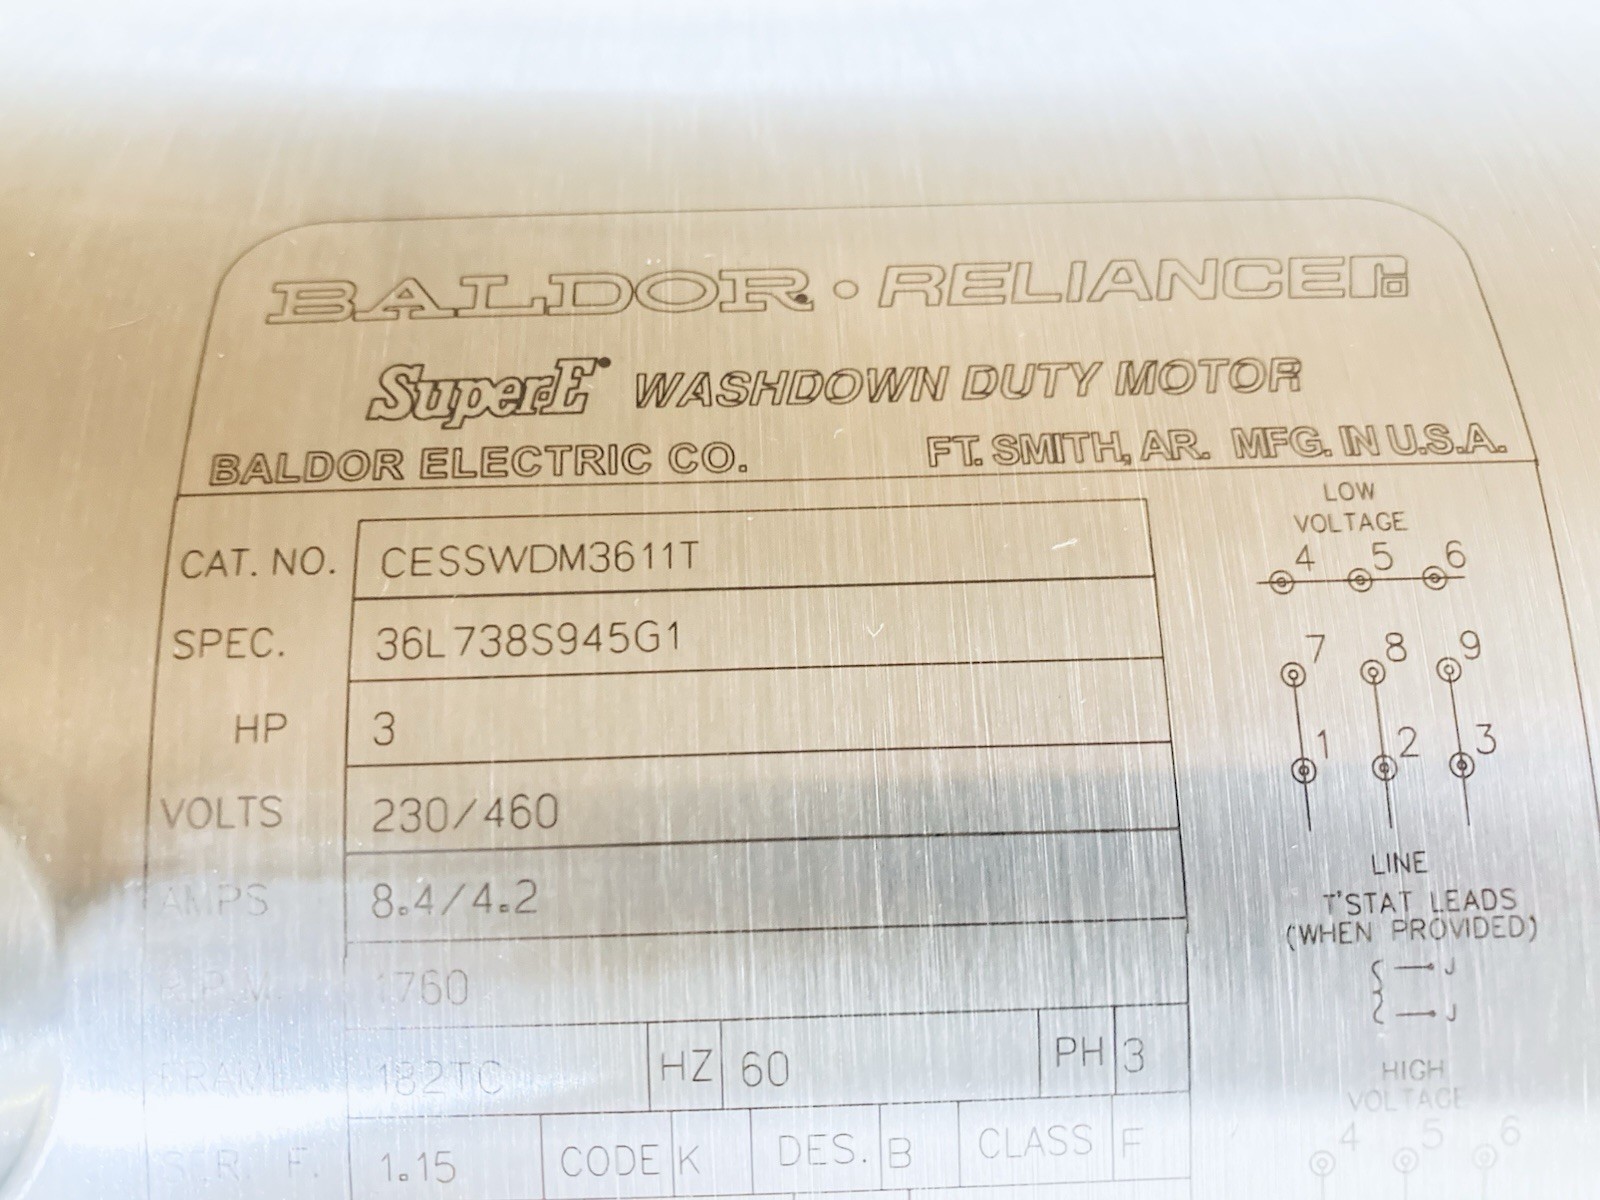 BALDOR • RELIANCE
Super-E WASHDOWN DUTY MOTOR
BALDOR ELECTRIC CO. FT. SMITH, AR. MFG. IN U.S.A.
CAT. NO. CESSWDM3611T
SPEC. 36L738S945G1
HP 3
VOLTS 230/460
AMPS 8.4/4.2
R.P.M. 1760
FRAME 182TC HZ 60 PH 3
SER. F. 1.15 CODE K DES. B CLASS F
LOW
VOLTAGE
4 5 6
7 8 9
1 2 3
LINE
T'STAT LEADS
(WHEN PROVIDED)
J
J
HIGH
VOLTAGE
4 5 6